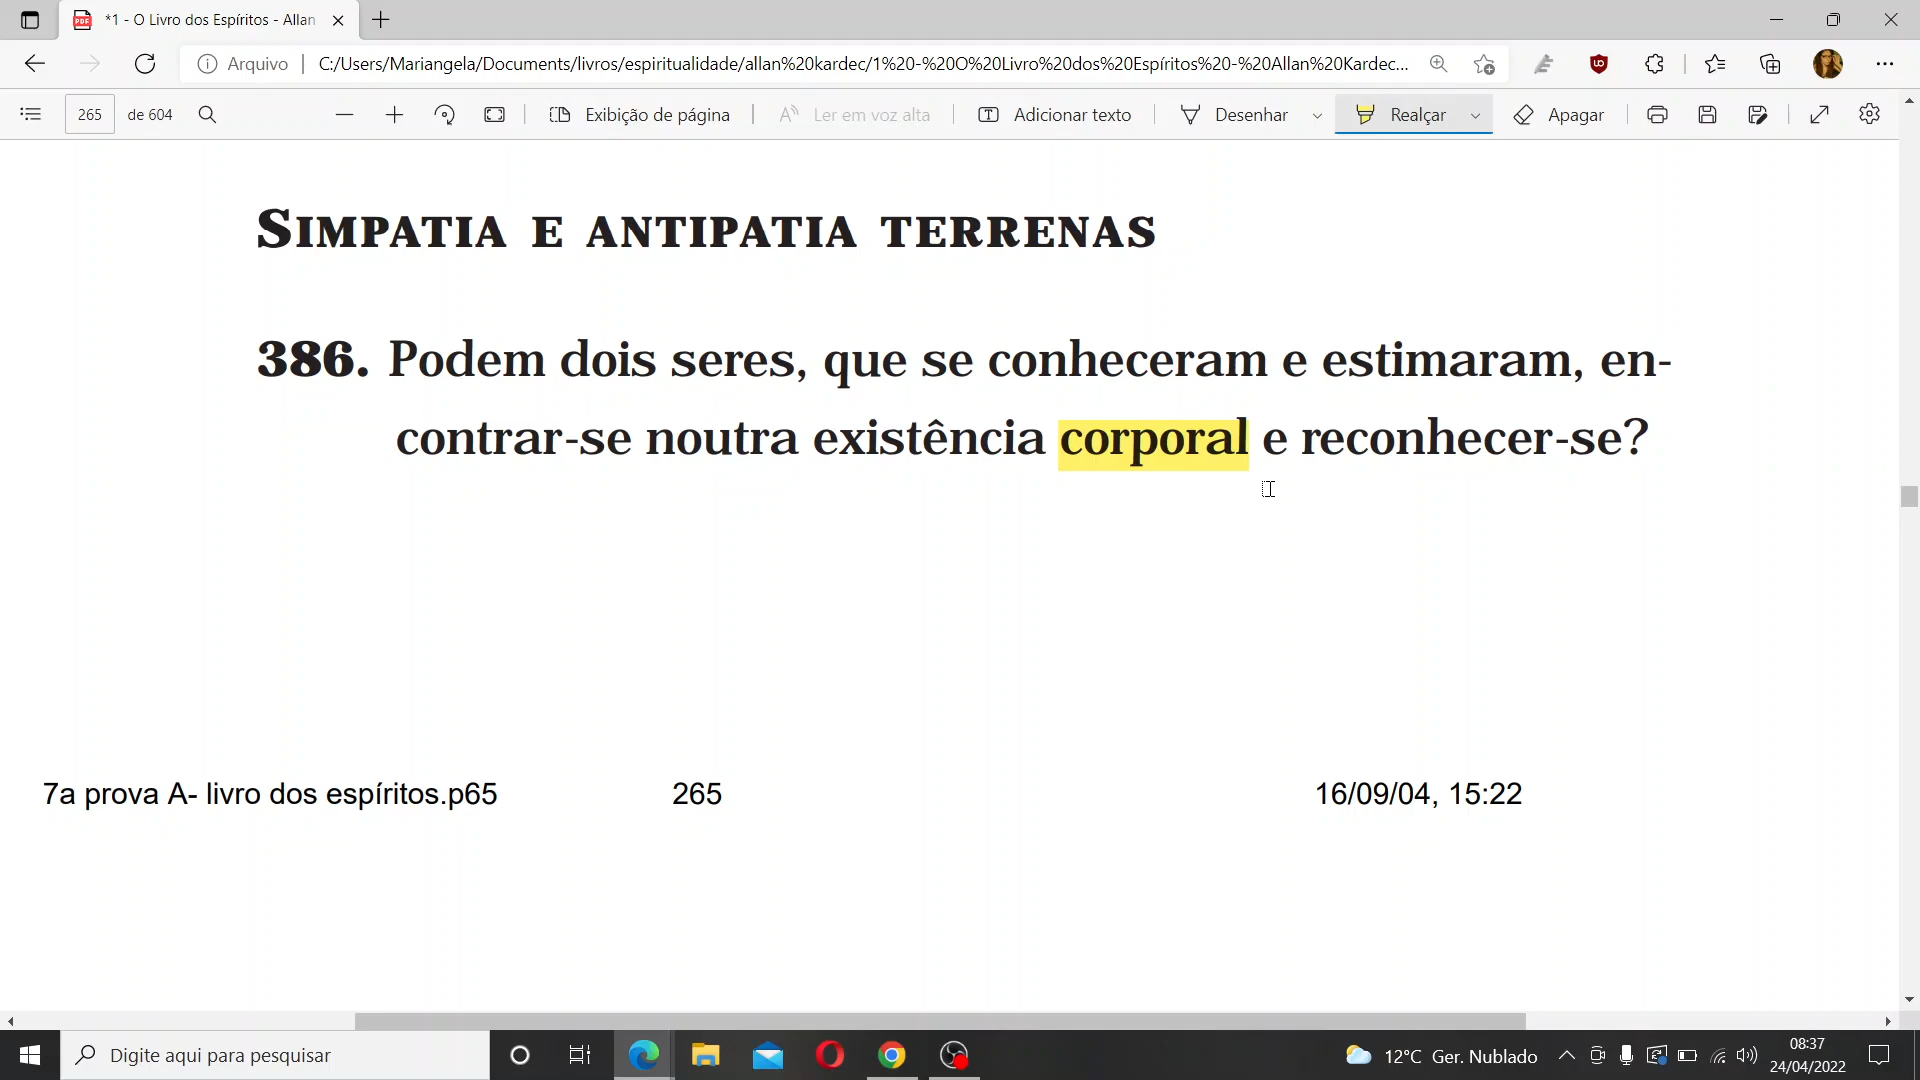 *1 - O Livro dos Espíritos - Allan
Arquivo
C:/Users/Mariangela/Documents/livros/espiritualidade/allan%20kardec/1%20-%20O%20Livro%20dos%20Espíritos%20-%20Allan%20Kardec...
265 de 604 Exibição de página Ler em voz alta Adicionar texto Desenhar Realçar Apagar
SIMPATIA E ANTIPATIA TERRENAS
386. Podem dois seres, que se conheceram e estimaram, en-
contrar-se noutra existência corporal e reconhecer-se?
7a prova A- livro dos espíritos.p65 265 16/09/04, 15:22
Digite aqui para pesquisar 12°C Ger. Nublado 08:37
24/04/2022